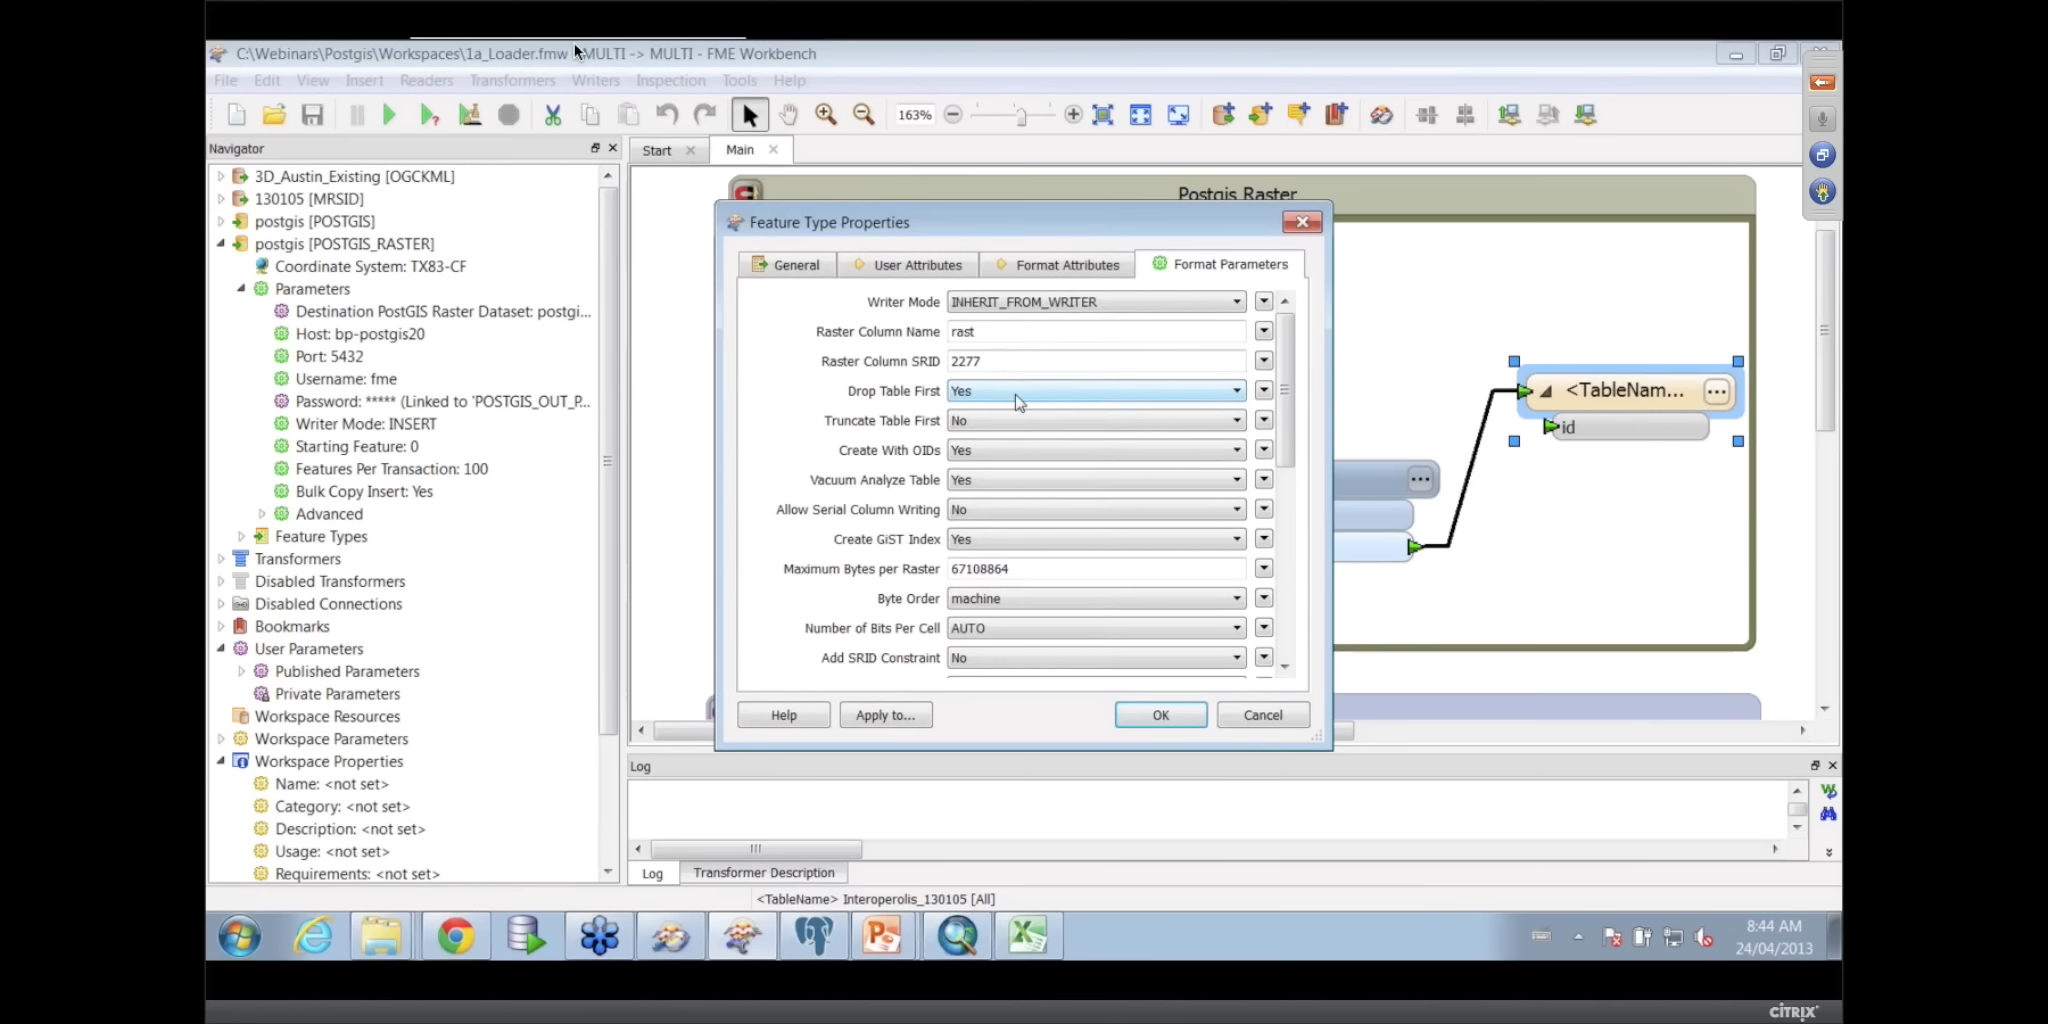 C:\Webinars\Postgis\Workspaces\1a_Loader.fmw MULTI -> MULTI - FME Workbench
File Edit View Insert Readers Transformers Writers Inspection Tools Help
163%
Navigator
3D_Austin_Existing [OGCKML]
130105 [MRSID]
postgis [POSTGIS]
postgis [POSTGIS_RASTER]
Coordinate System: TX83-CF
Parameters
Destination PostGIS Raster Dataset: postgi...
Host: bp-postgis20
Port: 5432
Username: fme
Password: ***** (Linked to 'POSTGIS_OUT_P...
Writer Mode: INSERT
Starting Feature: 0
Features Per Transaction: 100
Bulk Copy Insert: Yes
Advanced
Feature Types
Transformers
Disabled Transformers
Disabled Connections
Bookmarks
User Parameters
Published Parameters
Private Parameters
Workspace Resources
Workspace Parameters
Workspace Properties
Name: <not set>
Category: <not set>
Description: <not set>
Usage: <not set>
Requirements: <not set>
Start Main
Postgis Raster
Feature Type Properties
General User Attributes Format Attributes Format Parameters
Writer Mode INHERIT_FROM_WRITER
Raster Column Name rast
Raster Column SRID 2277
Drop Table First Yes
Truncate Table First No
Create With OIDs Yes
Vacuum Analyze Table Yes
Allow Serial Column Writing No
Create GiST Index Yes
Maximum Bytes per Raster 67108864
Byte Order machine
Number of Bits Per Cell AUTO
Add SRID Constraint No
Help Apply to... OK Cancel
<TableNam...
id
Log
Log Transformer Description
<TableName> Interoperolis_130105 [All]
8:44 AM
24/04/2013
CITRIX